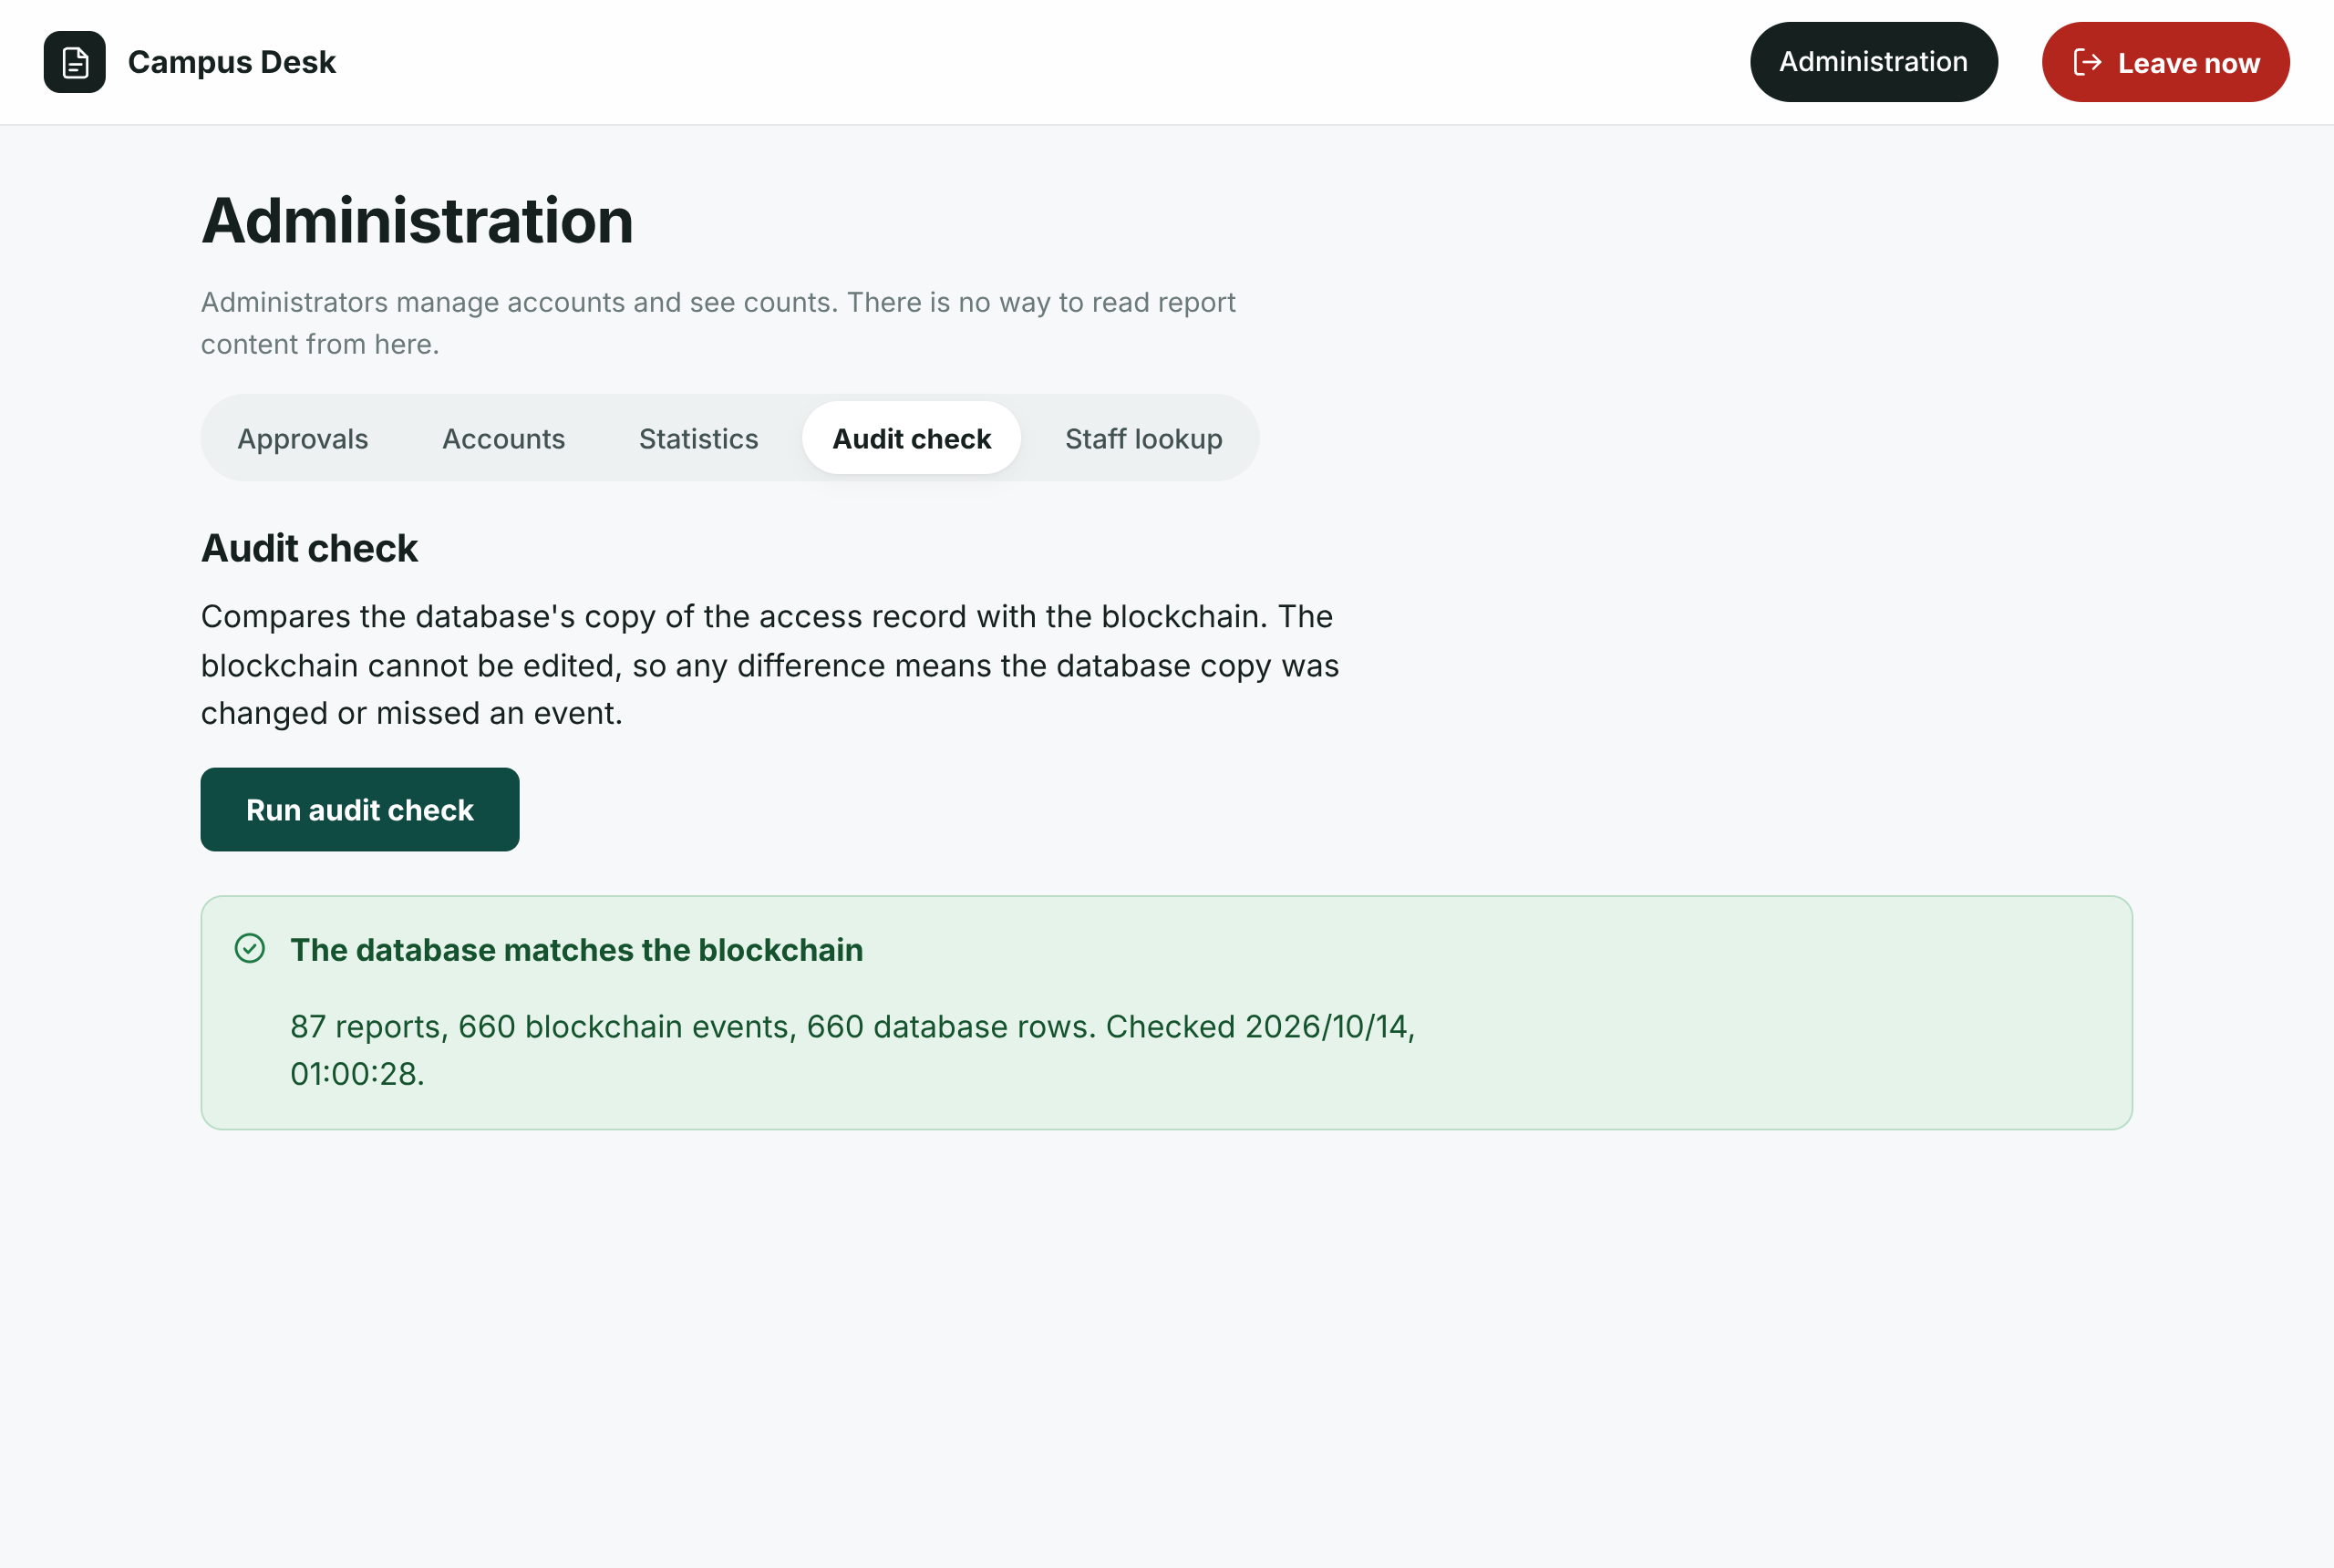 Campus Desk
Administration
Leave now
Administration
Administrators manage accounts and see counts. There is no way to read report
content from here.
Approvals
Accounts
Statistics
Audit check
Staff lookup
Audit check
Compares the database's copy of the access record with the blockchain. The
blockchain cannot be edited, so any difference means the database copy was
changed or missed an event.
Run audit check
The database matches the blockchain
87 reports, 660 blockchain events, 660 database rows. Checked 2026/10/14,
01:00:28.